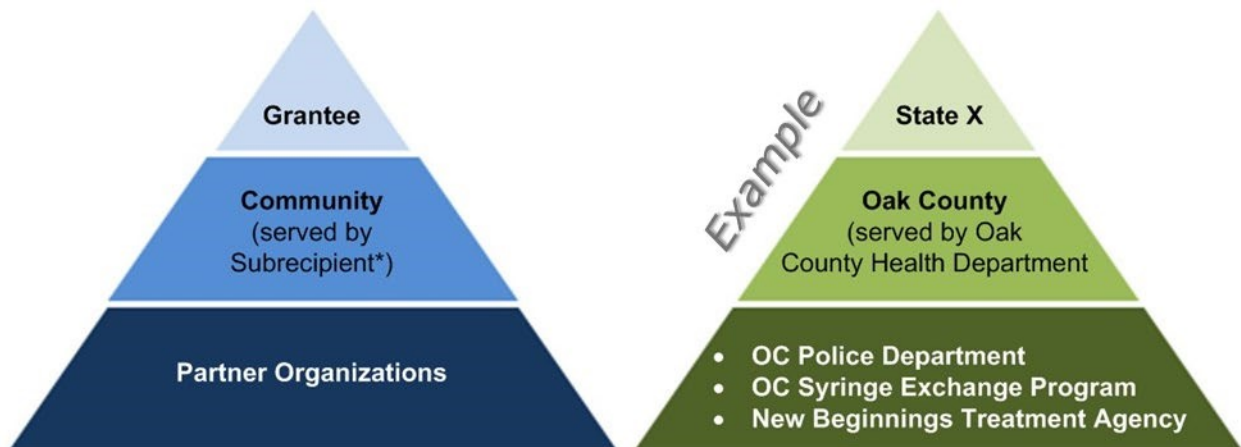 Grantee
Community
(served by
Subrecipient*)
Partner Organizations
Example
State X
Oak County
(served by Oak
County Health Department
• OC Police Department
• OC Syringe Exchange Program
• New Beginnings Treatment Agency